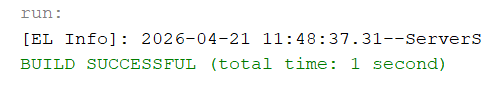 run:
[EL Info]: 2026-04-21 11:48:37.31--ServerS
BUILD SUCCESSFUL (total time: 1 second)